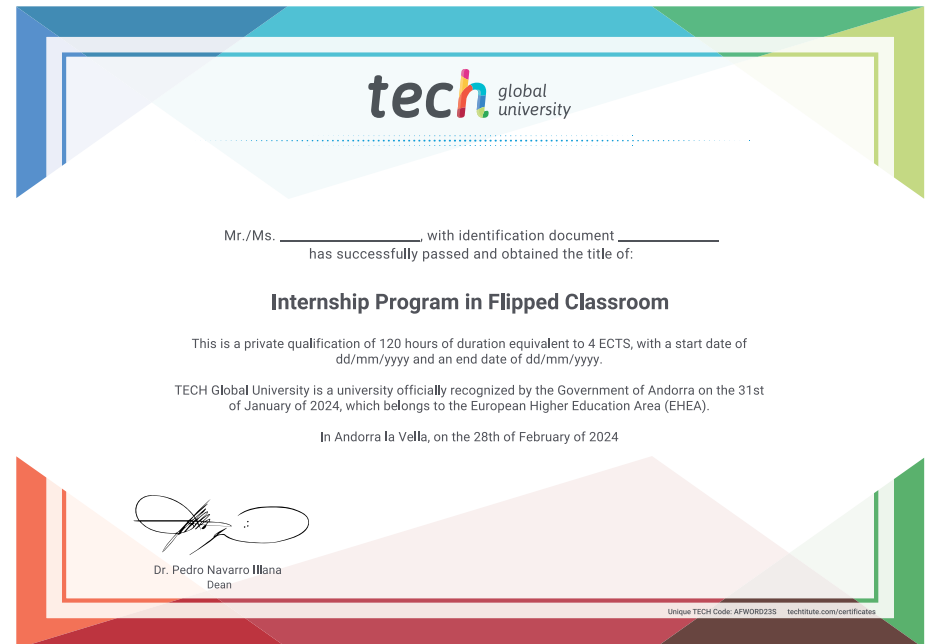 tech global university
Mr./Ms. ____________________, with identification document ______________
has successfully passed and obtained the title of:
Internship Program in Flipped Classroom
This is a private qualification of 120 hours of duration equivalent to 4 ECTS, with a start date of
dd/mm/yyyy and an end date of dd/mm/yyyy.
TECH Global University is a university officially recognized by the Government of Andorra on the 31st
of January of 2024, which belongs to the European Higher Education Area (EHEA).
In Andorra la Vella, on the 28th of February of 2024
Dr. Pedro Navarro Illana
Dean
Unique TECH Code: AFWORD23S techtitute.com/certificates